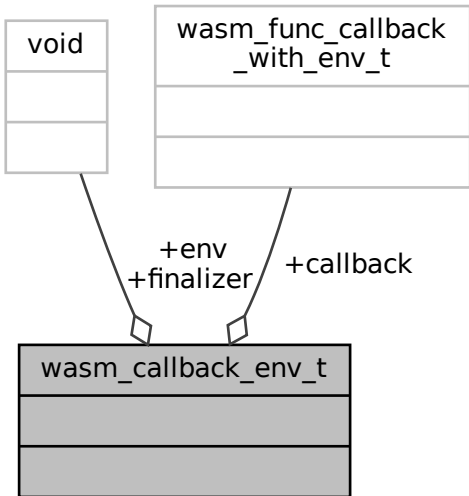 void
wasm_func_callback
_with_env_t
+env
+finalizer
+callback
wasm_callback_env_t